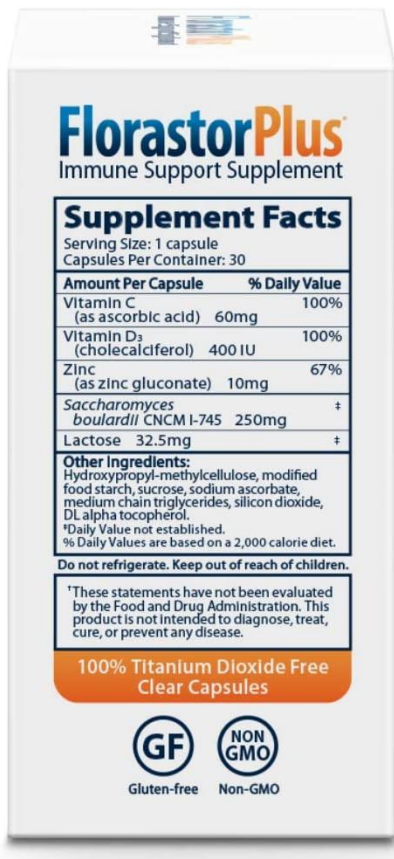 FlorastorPlus®
Immune Support Supplement
Supplement Facts
Serving Size: 1 capsule
Capsules Per Container: 30
Amount Per Capsule % Daily Value
Vitamin C 100%
(as ascorbic acid) 60mg
Vitamin D₃ 100%
(cholecalciferol) 400 IU
Zinc 67%
(as zinc gluconate) 10mg
Saccharomyces ‡
boulardii CNCM I-745 250mg
Lactose 32.5mg ‡
Other Ingredients:
Hydroxypropyl-methylcellulose, modified
food starch, sucrose, sodium ascorbate,
medium chain triglycerides, silicon dioxide,
DL alpha tocopherol.
‡Daily Value not established.
% Daily Values are based on a 2,000 calorie diet.
Do not refrigerate. Keep out of reach of children.
†These statements have not been evaluated
by the Food and Drug Administration. This
product is not intended to diagnose, treat,
cure, or prevent any disease.
100% Titanium Dioxide Free
Clear Capsules
GF
NON
GMO
Gluten-free Non-GMO